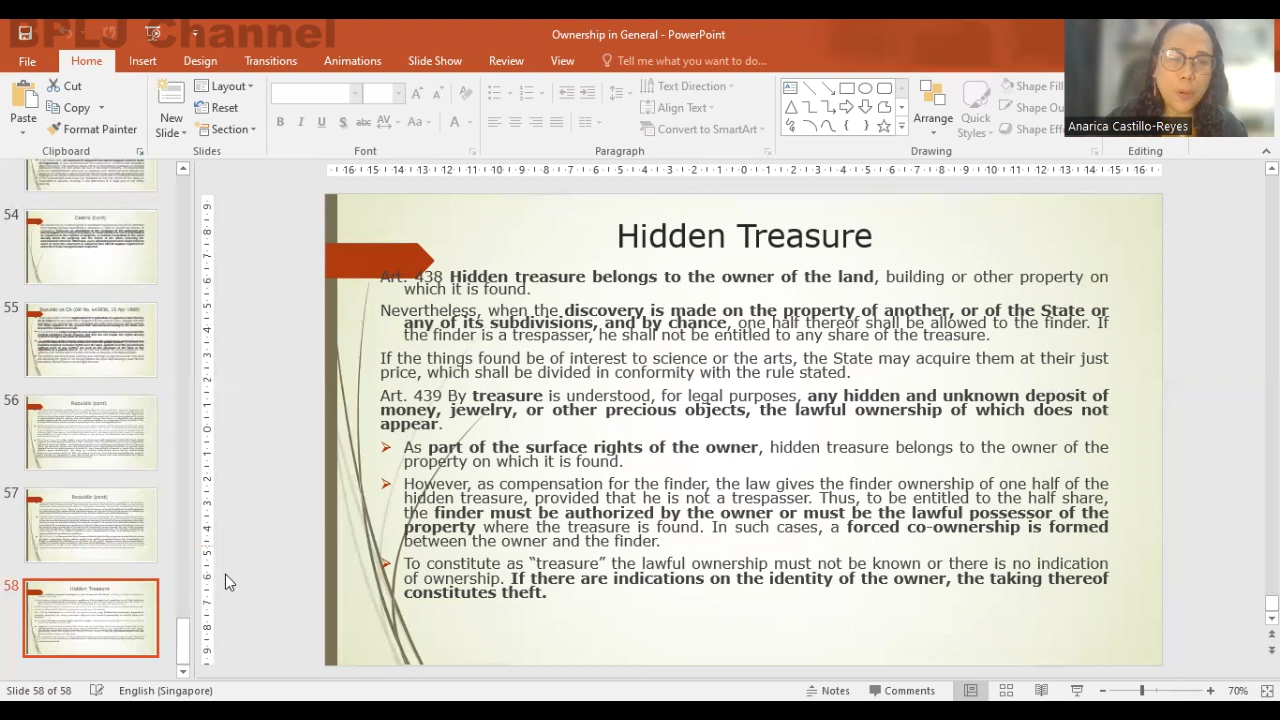 BPLJ Channel
Ownership in General - PowerPoint
File Home Insert Design Transitions Animations Slide Show Review View Tell me what you want to do...
Paste
Cut
Copy
Format Painter
Clipboard
New Slide
Layout
Reset
Section
Slides
Font
Text Direction
Align Text
Convert to SmartArt
Paragraph
Arrange
Quick Styles
Shape Fill
Shape Ou
Shape Effe
Drawing
Editing
Anarica Castillo-Reyes
54
55
56
57
58
Hidden Treasure
Art. 438 Hidden treasure belongs to the owner of the land, building or other property on
which it is found.
Nevertheless, when the discovery is made on the property of another, or of the State or
any of its subdivisions, and by chance, one half thereof shall be allowed to the finder. If
the finder is a trespasser, he shall not be entitled to any share of the treasure.
If the things found be of interest to science or the arts, the State may acquire them at their just
price, which shall be divided in conformity with the rule stated.
Art. 439 By treasure is understood, for legal purposes, any hidden and unknown deposit of
money, jewelry, or other precious objects, the lawful ownership of which does not
appear.
As part of the surface rights of the owner, hidden treasure belongs to the owner of the
property on which it is found.
However, as compensation for the finder, the law gives the finder ownership of one half of the
hidden treasure, provided that he is not a trespasser. Thus, to be entitled to the half share,
the finder must be authorized by the owner or must be the lawful possessor of the
property where the treasure is found. In such cases, a forced co-ownership is formed
between the owner and the finder.
To constitute as “treasure” the lawful ownership must not be known or there is no indication
of ownership. If there are indications on the identity of the owner, the taking thereof
constitutes theft.
Slide 58 of 58 English (Singapore) Notes Comments 70%